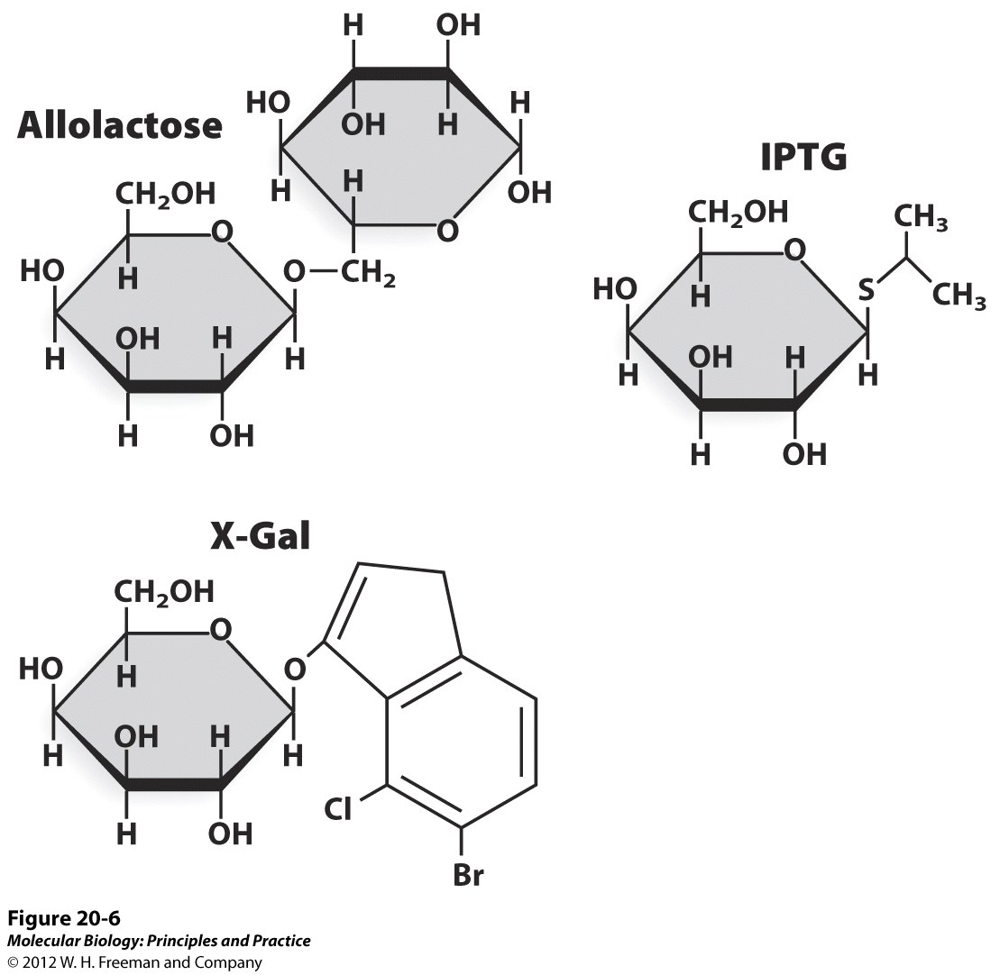 H OH
HO H
Allolactose
OH H
IPTG
H
CH₂OH
H OH
CH₂OH
CH₃
O
O
O
HO
H
O—CH₂
HO
H
S
CH₃
OH H
OH H
H H
H H
H OH
H OH
X-Gal
CH₂OH
O
HO
H
O
OH H
H H
Cl
H OH
Br
Figure 20-6
Molecular Biology: Principles and Practice
© 2012 W. H. Freeman and Company